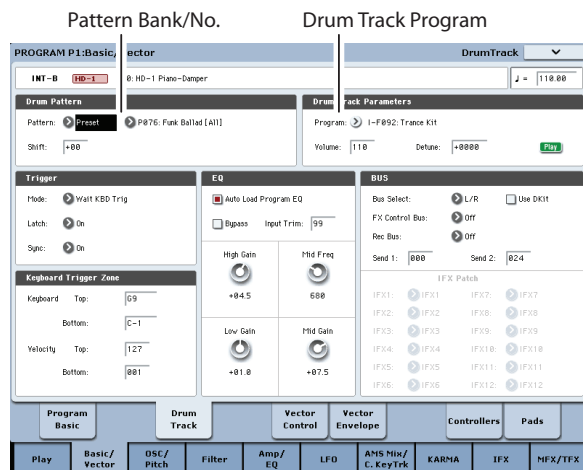 Pattern Bank/No. Drum Track Program
PROGRAM P1:Basic/Vector DrumTrack
INT-B HD-1 0: HD-1 Piano-Damper ♩= 110.00
Drum Pattern Drum Track Parameters
Pattern: Preset P076: Funk Ballad [All] Program: I-F092: Trance Kit
Shift: +00 Volume: 110 Detune: +0000 Play
Trigger EQ BUS
Mode: Wait KBD Trig Auto Load Program EQ Bus Select: L/R Use DKit
Latch: On Bypass Input Trim: 99 FX Control Bus: Off
Sync: On Rec Bus: Off
High Gain Mid Freq Send 1: 000 Send 2: 024
Keyboard Trigger Zone IFX Patch
Keyboard Top: G9 +04.5 680 IFX1: IFX1 IFX7: IFX7
Bottom: C-1 IFX2: IFX2 IFX8: IFX8
Low Gain Mid Gain IFX3: IFX3 IFX9: IFX9
Velocity Top: 127 IFX4: IFX4 IFX10: IFX10
Bottom: 001 +01.0 +07.5 IFX5: IFX5 IFX11: IFX11
IFX6: IFX6 IFX12: IFX12
Program Basic Drum Track Vector Control Vector Envelope Controllers Pads
Play Basic/ Vector OSC/ Pitch Filter Amp/ EQ LFO AMS Mix/ C. KeyTrk KARMA IFX MFX/TFX